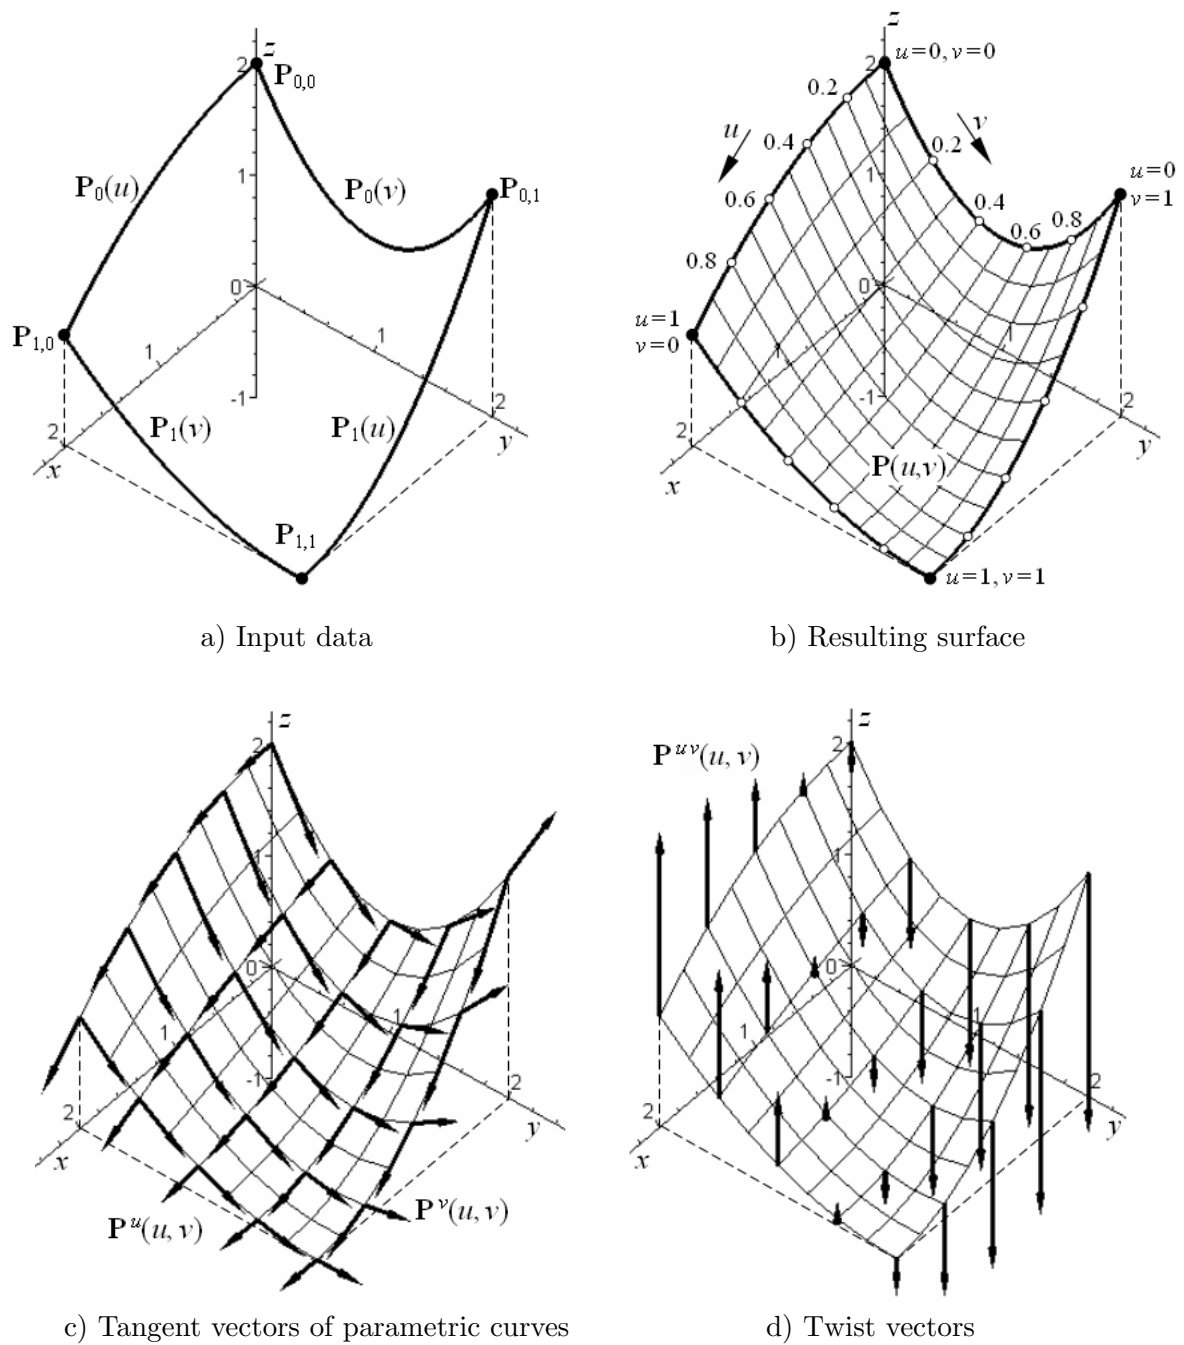 z
2
P0,0
1
P0(u)
P0(v)
P0,1
0
P1,0
1
1
-1
P1(v)
P1(u)
2
2
x
y
P1,1
z
2
u=0, v=0
0.2
u
0.4
1
v
0.2
u=0
v=1
0.6
0.4
0.6
0.8
0.8
0
u=1
v=0
1
1
-1
2
2
P(u,v)
x
y
u=1, v=1
a) Input data
b) Resulting surface
z
2
1
0
1
1
-1
2
2
x
y
Pu(u, v)
Pv(u, v)
z
2
Puv(u, v)
1
0
1
1
-1
2
2
x
y
c) Tangent vectors of parametric curves
d) Twist vectors